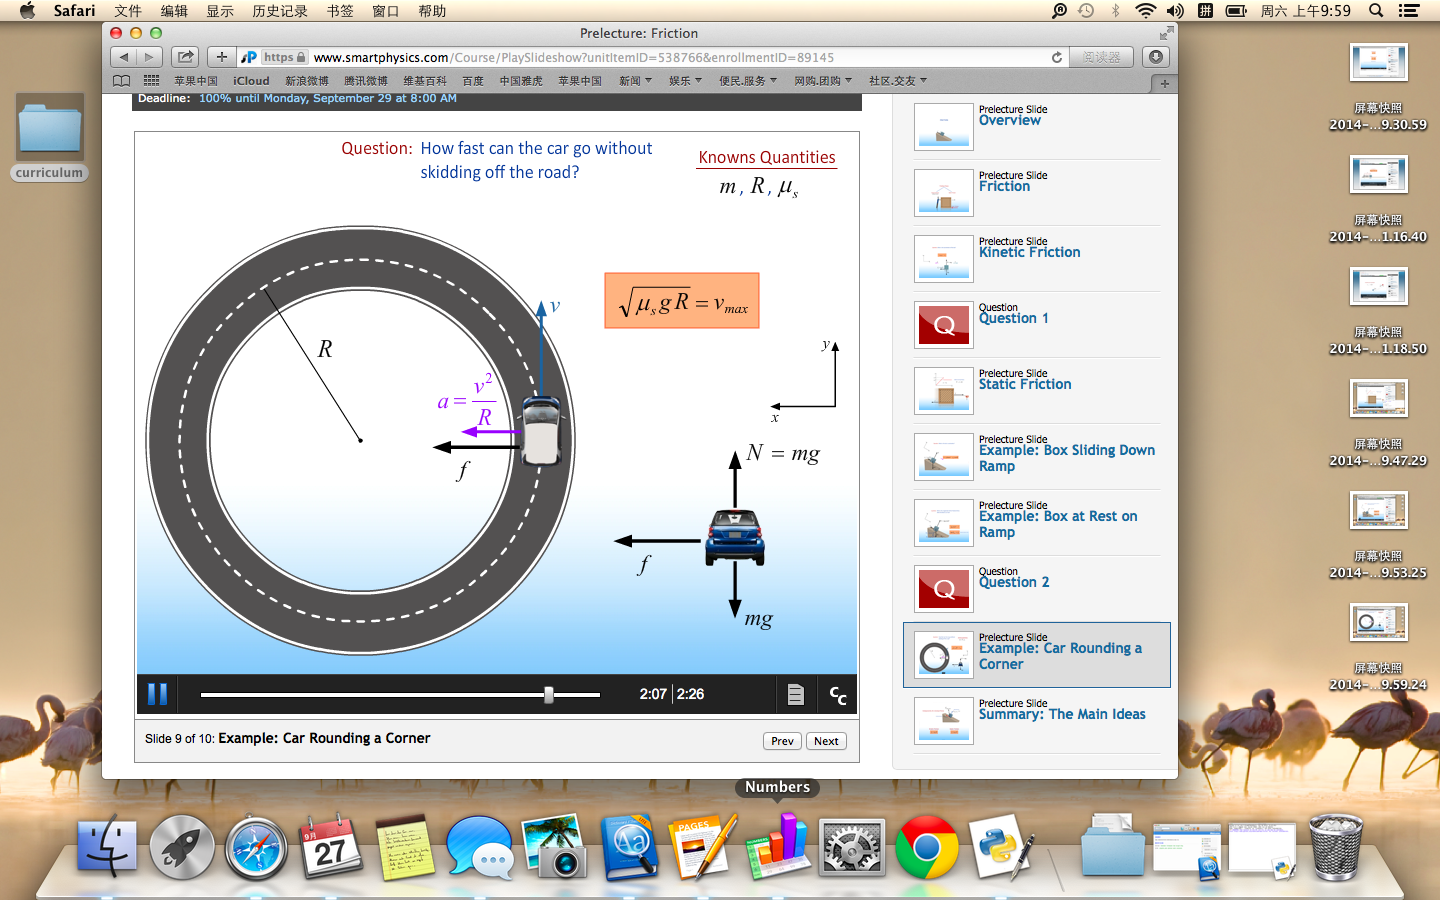 Safari 文件 编辑 显示 历史记录 书签 窗口 帮助 拼 周六 上午9:59
Prelecture: Friction
https www.smartphysics.com/Course/PlaySlideshow?unitItemID=538766&enrollmentID=89145 阅读器
苹果中国 iCloud 新浪微博 腾讯微博 维基百科 百度 中国雅虎 苹果中国 新闻 娱乐 便民.服务 网购.团购 社区.交友
Deadline: 100% until Monday, September 29 at 8:00 AM
Question: How fast can the car go without
skidding off the road?
Knowns Quantities
m , R , μs
√μs g R = vmax
v
R
a = v²/R
f
y
x
N = mg
f
mg
2:07 2:26
CC
Slide 9 of 10: Example: Car Rounding a Corner
Prev Next
Prelecture Slide
Overview
Prelecture Slide
Friction
Prelecture Slide
Kinetic Friction
Q
Question
Question 1
Prelecture Slide
Static Friction
Prelecture Slide
Example: Box Sliding Down
Ramp
Prelecture Slide
Example: Box at Rest on
Ramp
Q
Question
Question 2
Prelecture Slide
Example: Car Rounding a
Corner
Prelecture Slide
Summary: The Main Ideas
curriculum
屏幕快照
2014-...9.30.59
屏幕快照
2014-...1.16.40
屏幕快照
2014-...1.18.50
屏幕快照
2014-...9.47.29
屏幕快照
2014-...9.53.25
屏幕快照
2014-...9.59.24
Numbers
9月
27
Aa
PAGES